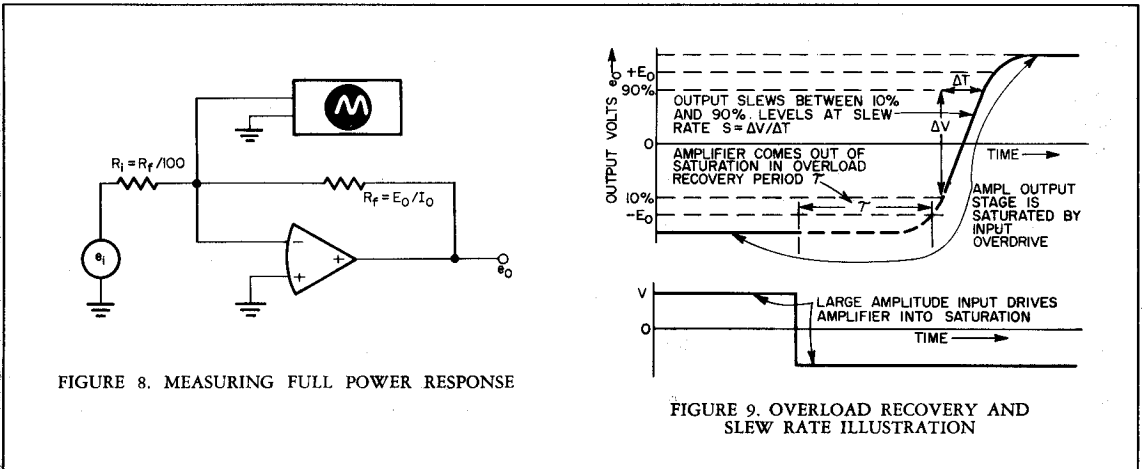 R_i = R_f/100
R_f = E_o/I_o
e_i
−
+
+
e_o
FIGURE 8. MEASURING FULL POWER RESPONSE
OUTPUT VOLTS e_o
+E_o
90%
0
10%
−E_o
OUTPUT SLEWS BETWEEN 10%
AND 90% LEVELS AT SLEW
RATE S = ΔV/ΔT
ΔT
ΔV
AMPLIFIER COMES OUT OF
SATURATION IN OVERLOAD
RECOVERY PERIOD τ
τ
TIME
AMPL OUTPUT
STAGE IS
SATURATED BY
INPUT
OVERDRIVE
V
0
LARGE AMPLITUDE INPUT DRIVES
AMPLIFIER INTO SATURATION
TIME
FIGURE 9. OVERLOAD RECOVERY AND
SLEW RATE ILLUSTRATION